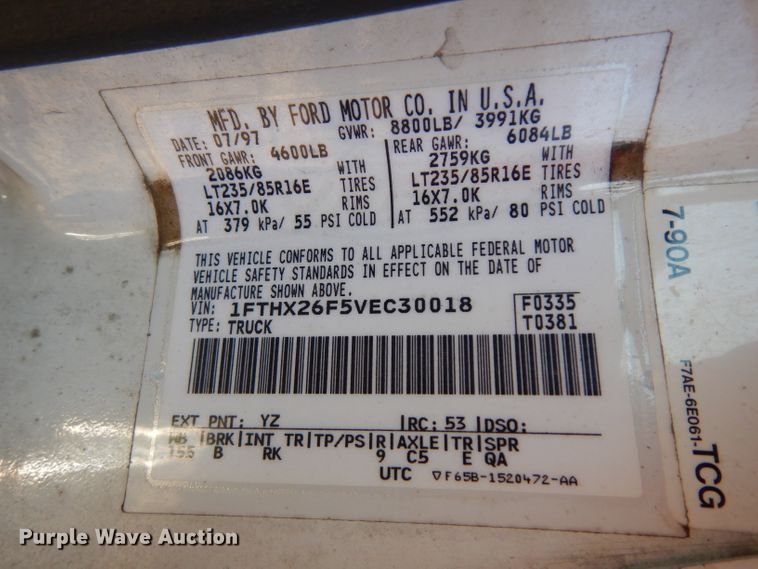 MFD. BY FORD MOTOR CO. IN U.S.A.
DATE: 07/97 GVWR: 8800LB/ 3991KG
FRONT GAWR: 4600LB REAR GAWR: 6084LB
2086KG WITH 2759KG WITH
LT235/85R16E TIRES LT235/85R16E TIRES
16X7.0K RIMS 16X7.0K RIMS
AT 379 kPa/ 55 PSI COLD AT 552 kPa/ 80 PSI COLD
THIS VEHICLE CONFORMS TO ALL APPLICABLE FEDERAL MOTOR
VEHICLE SAFETY STANDARDS IN EFFECT ON THE DATE OF
MANUFACTURE SHOWN ABOVE.
VIN: 1FTHX26F5VEC30018 F0335
TYPE: TRUCK T0381
EXT PNT: YZ RC: 53 DSO:
WB BRK INT TR TP/PS R AXLE TR SPR
155 B RK 9 C5 E QA
UTC ▽F65B-1520472-AA
7-90A
F7AE-6E061-TCG
Purple Wave Auction